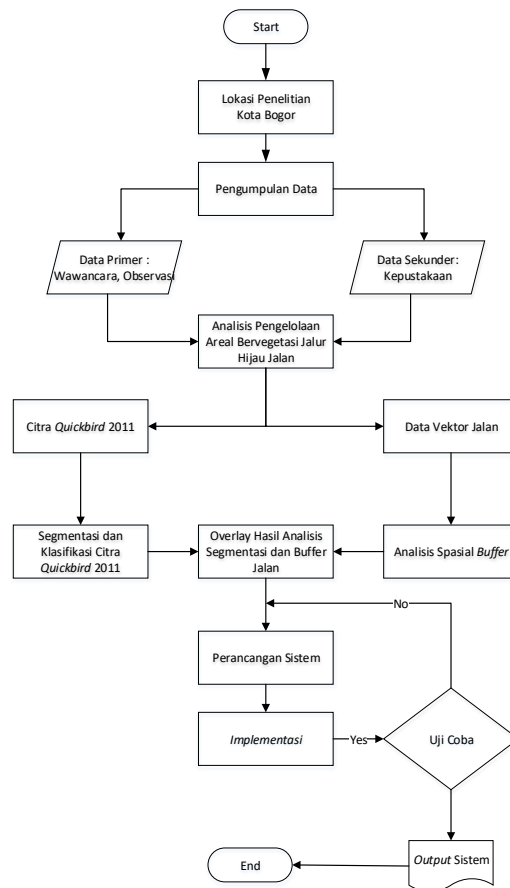 Start
Lokasi Penelitian
Kota Bogor
Pengumpulan Data
Data Primer :
Wawancara, Observasi
Data Sekunder:
Kepustakaan
Analisis Pengelolaan
Areal Bervegetasi Jalur
Hijau Jalan
Citra Quickbird 2011
Data Vektor Jalan
Segmentasi dan
Klasifikasi Citra
Quickbird 2011
Overlay Hasil Analisis
Segmentasi dan Buffer
Jalan
Analisis Spasial Buffer
No
Perancangan Sistem
Implementasi
Yes
Uji Coba
Output Sistem
End